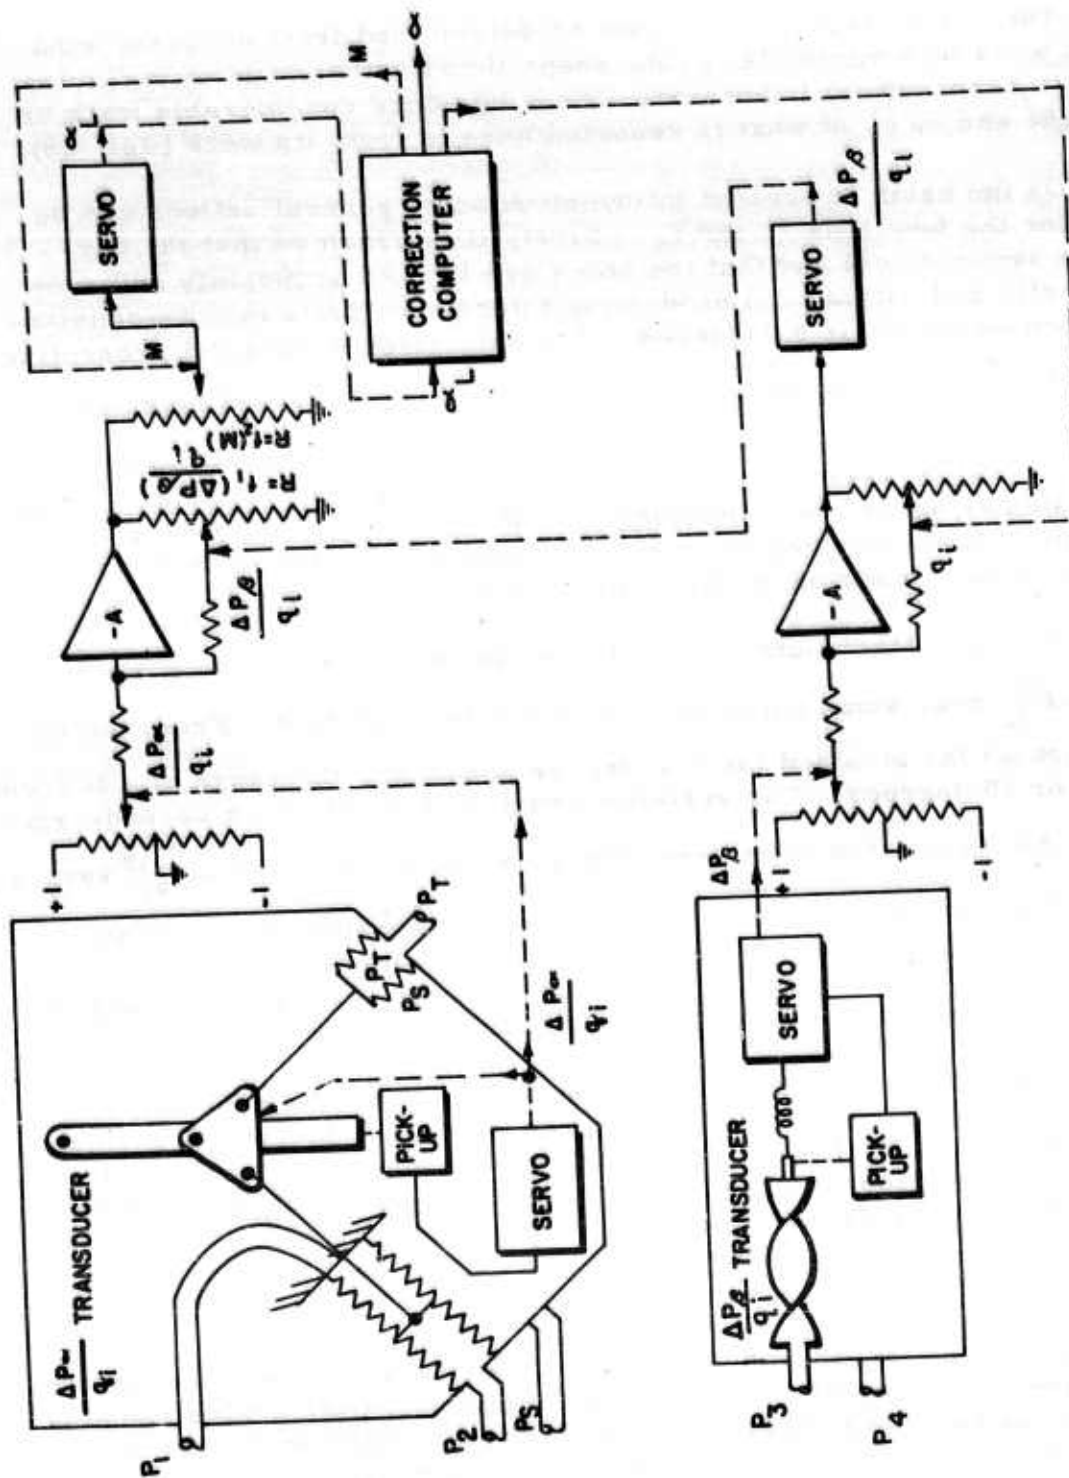 ΔP∝
qi
TRANSDUCER
P1
P2
PS
PICK-UP
SERVO
ΔP∝
qi
PT
PS
PT
+1
-1
ΔP∝
qi
-A
ΔPβ
qi
R=f1(ΔPβ/qi)
R=f2(M)
M
SERVO
∝L
M
∝L
CORRECTION
COMPUTER
∝
ΔPβ
qi
TRANSDUCER
P3
P4
PICK-UP
SERVO
ΔPβ
+1
-1
-A
qi
SERVO
ΔPβ
qi